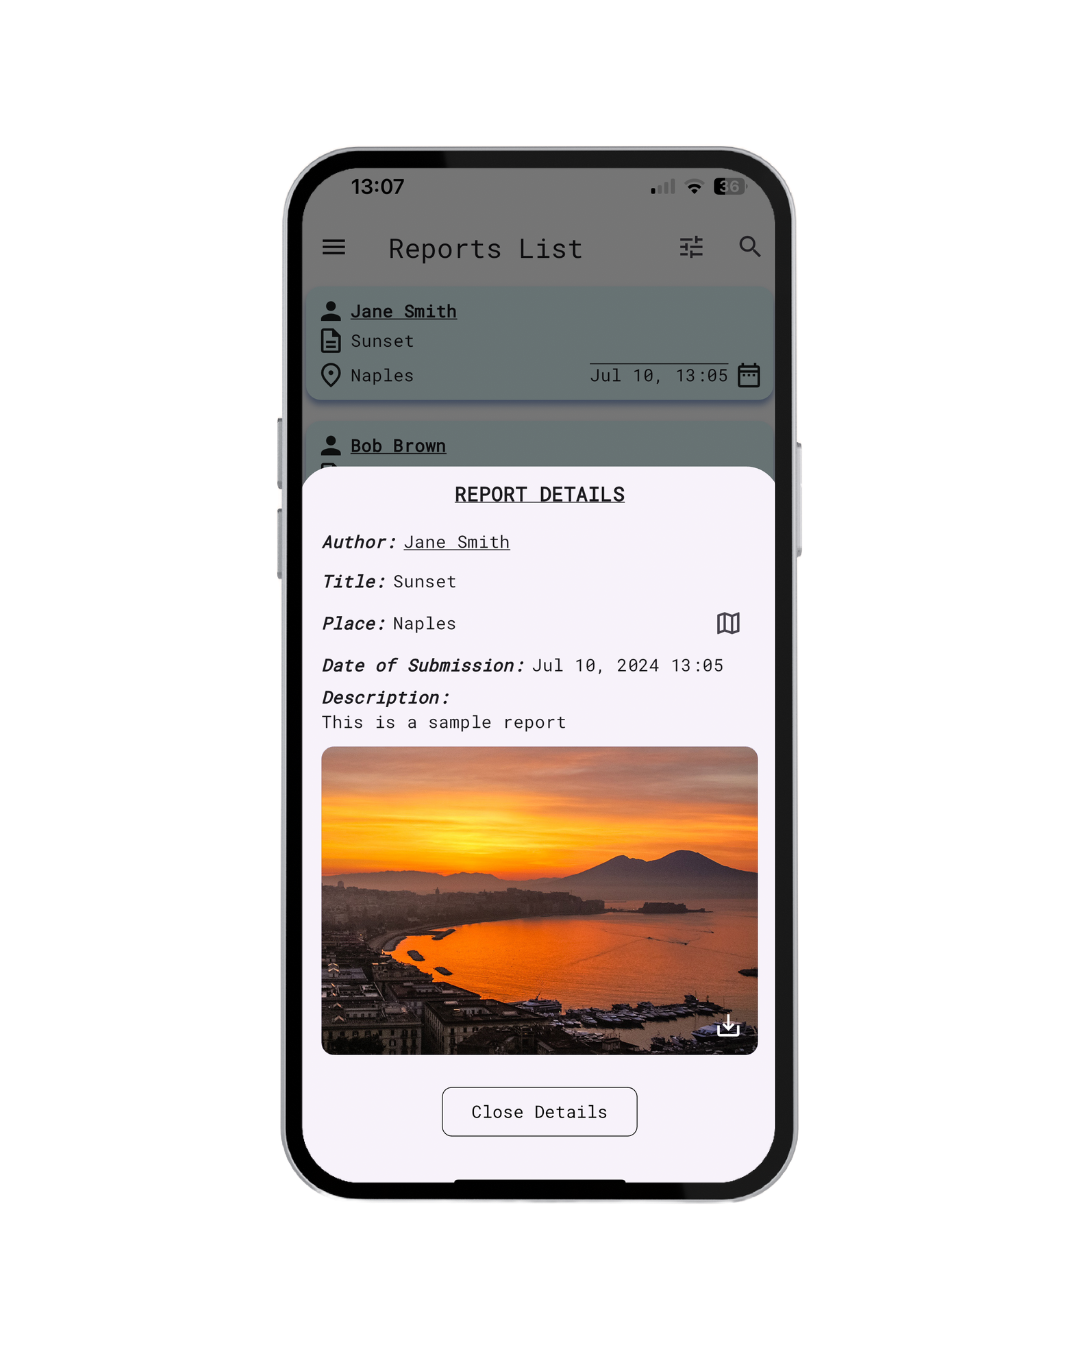 13:07
36
Reports List
Jane Smith
Sunset
Naples
Jul 10, 13:05
Bob Brown
REPORT DETAILS
Author: Jane Smith
Title: Sunset
Place: Naples
Date of Submission: Jul 10, 2024 13:05
Description:
This is a sample report
Close Details